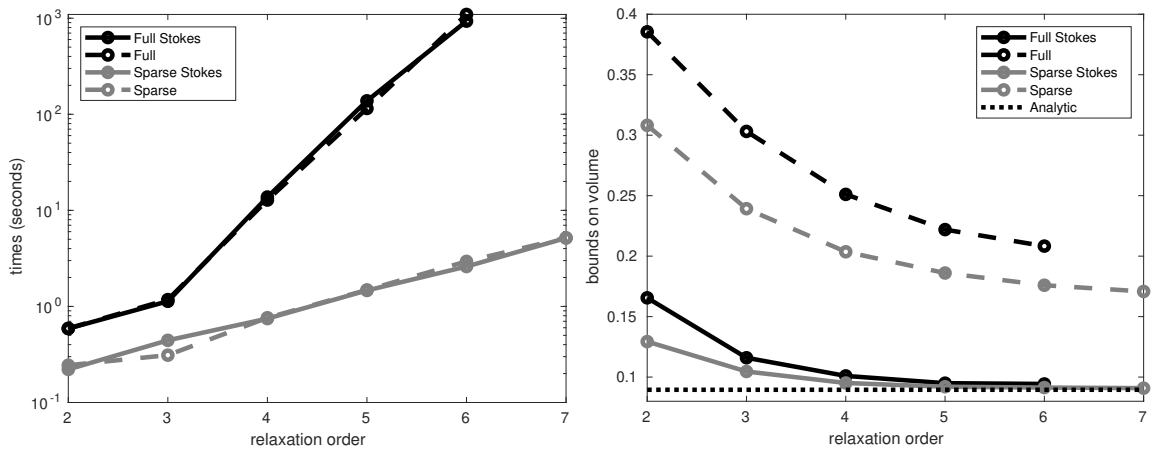 10^3
10^2
10^1
10^0
10^-1
2 3 4 5 6 7
relaxation order
times (seconds)
Full Stokes
Full
Sparse Stokes
Sparse
0.4
0.35
0.3
0.25
0.2
0.15
0.1
2 3 4 5 6 7
relaxation order
bounds on volume
Full Stokes
Full
Sparse Stokes
Sparse
Analytic